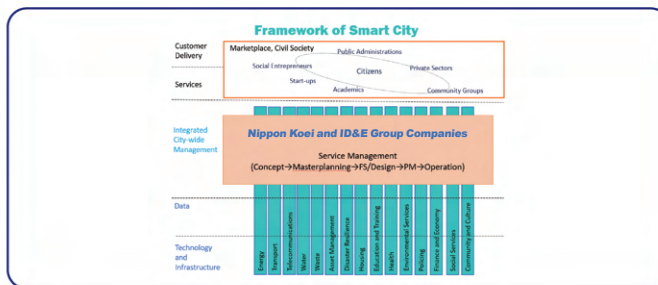 Framework of Smart City
Customer
Delivery
Marketplace, Civil Society
Public Administrations
Social Entrepreneurs
Citizens
Private Sectors
Services
Start-ups
Academics
Community Groups
Integrated
City-wide
Management
Nippon Koei and ID&E Group Companies
Service Management
(Concept→Masterplanning→FS/Design→PM→Operation)
Data
Technology
and
Infrastructure
Energy
Transport
Telecommunications
Water
Waste
Asset Management
Disaster Resilience
Housing
Education and Training
Health
Environmental Services
Policing
Finance and Economy
Social Services
Community and Culture